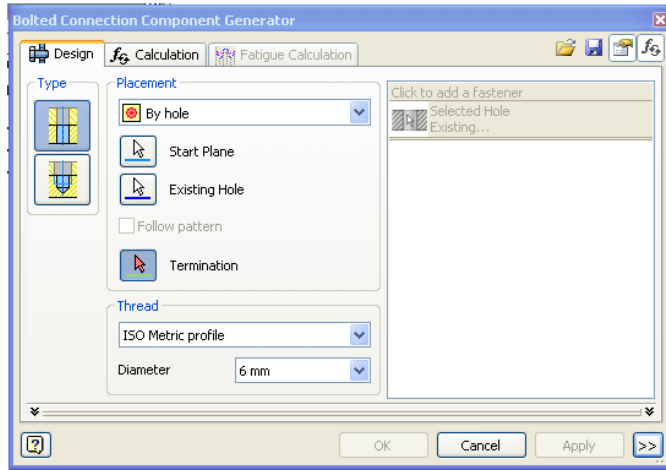 Bolted Connection Component Generator
Design
Calculation
Fatigue Calculation
Type
Placement
By hole
Start Plane
Existing Hole
Follow pattern
Termination
Thread
ISO Metric profile
Diameter
6 mm
Click to add a fastener
Selected Hole
Existing...
OK
Cancel
Apply
>>